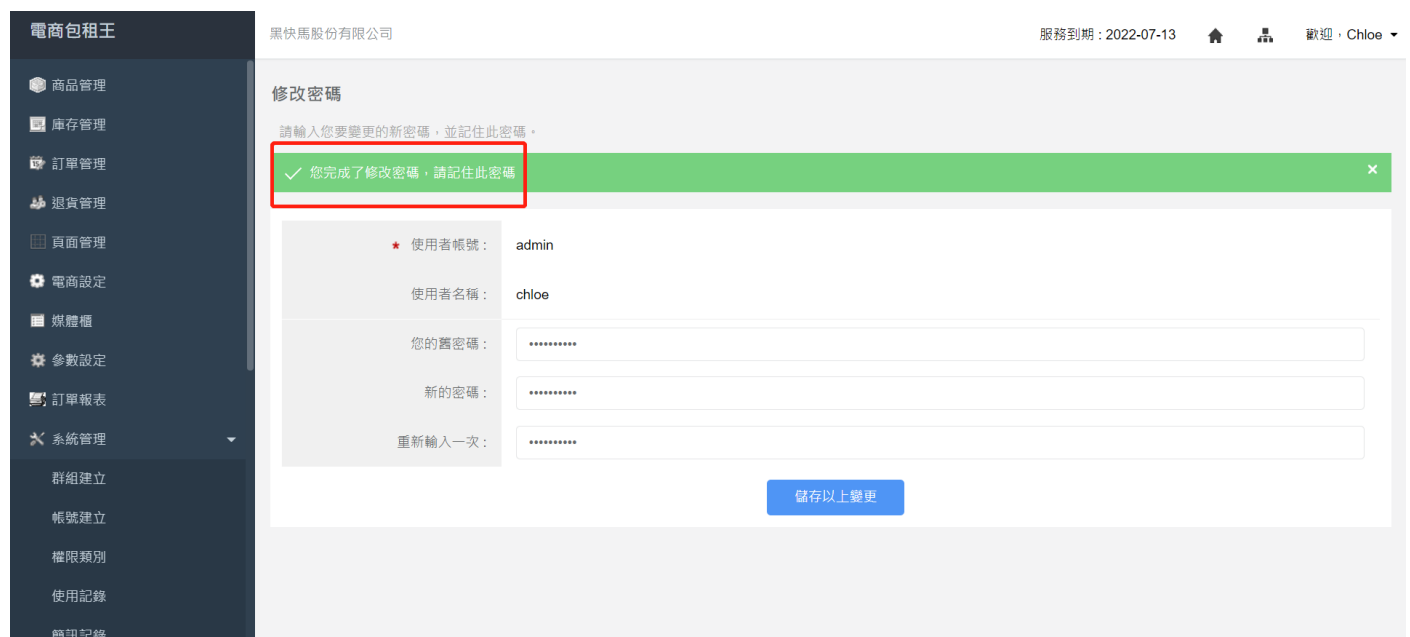 電商包租王
黑快馬股份有限公司
服務到期：2022-07-13
歡迎，Chloe
商品管理
庫存管理
訂單管理
退貨管理
頁面管理
電商設定
媒體櫃
參數設定
訂單報表
系統管理
群組建立
帳號建立
權限類別
使用記錄
簡訊記錄
修改密碼
請輸入您要變更的新密碼，並記住此密碼。
您完成了修改密碼，請記住此密碼
×
* 使用者帳號： admin
使用者名稱： chloe
您的舊密碼： ••••••••••
新的密碼： ••••••••••
重新輸入一次： ••••••••••
儲存以上變更